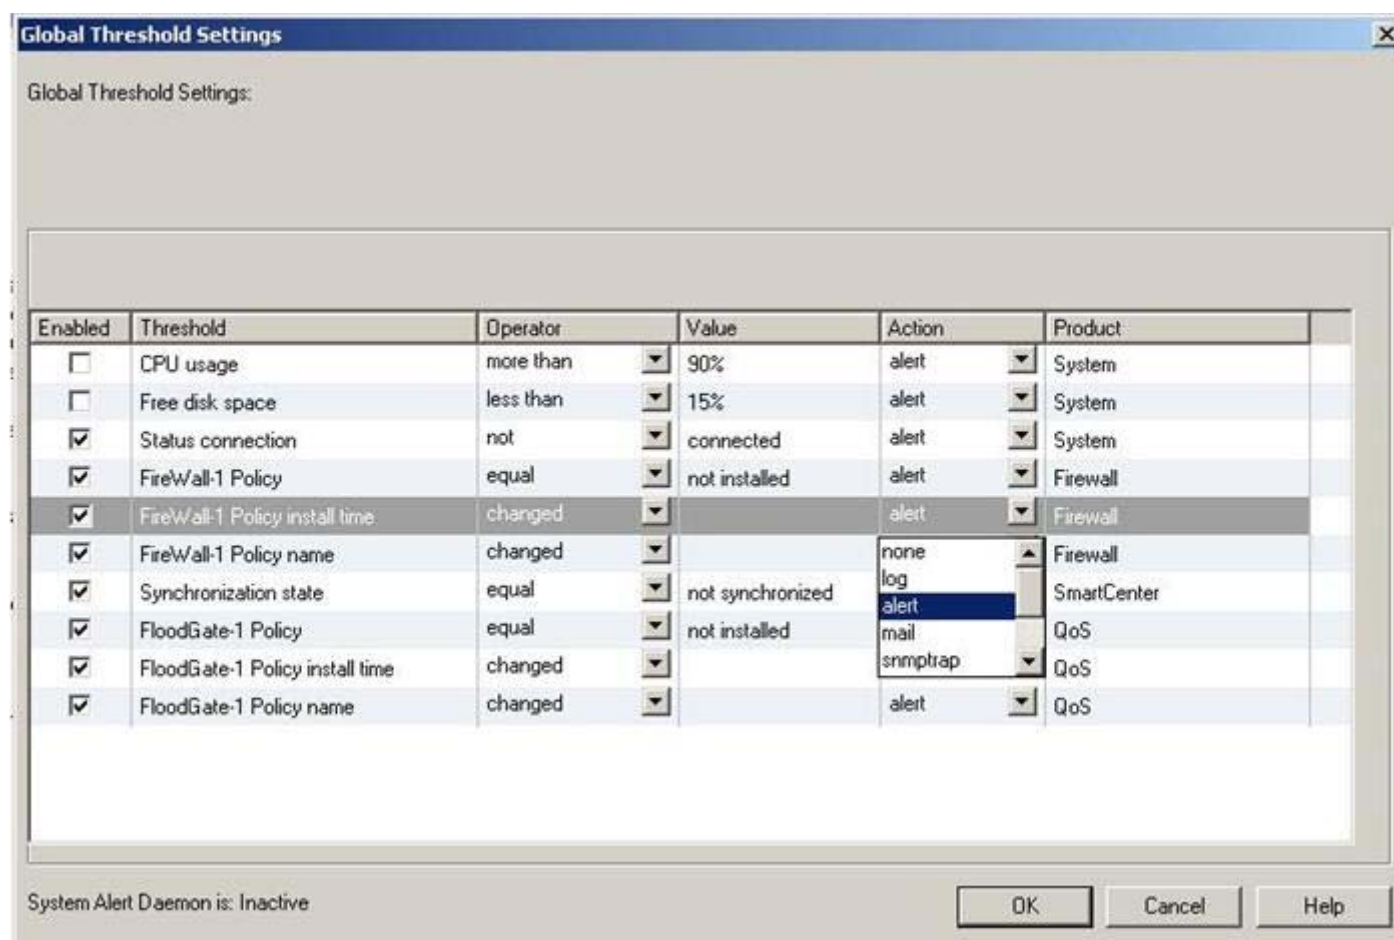 Global Threshold Settings
Global Threshold Settings:
Enabled Threshold Operator Value Action Product
CPU usage more than 90% alert System
Free disk space less than 15% alert System
Status connection not connected alert System
FireWall-1 Policy equal not installed alert Firewall
FireWall-1 Policy install time changed alert Firewall
FireWall-1 Policy name changed none Firewall
log
Synchronization state equal not synchronized alert SmartCenter
FloodGate-1 Policy equal not installed mail QoS
FloodGate-1 Policy install time changed snmptrap QoS
FloodGate-1 Policy name changed alert QoS
System Alert Daemon is: Inactive OK Cancel Help